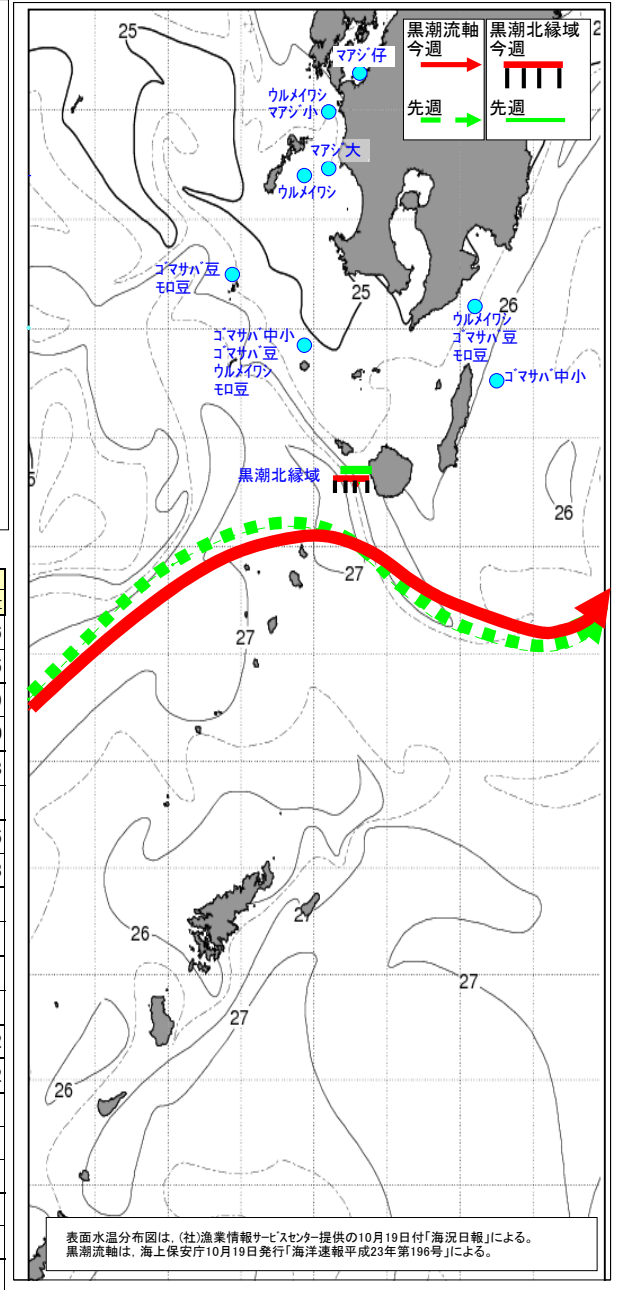 黒潮流軸
今週
先週
黒潮北縁域
今週
先週
25
2
マアジ仔
ウルメイワシ
マアジ小
マアジ大
ウルメイワシ
ゴマサバ豆
モロ豆
25
26
ウルメイワシ
ゴマサバ豆
モロ豆
ゴマサバ中小
ゴマサバ豆
ウルメイワシ
モロ豆
ゴマサバ中小
黒潮北縁域
26
27
27
27
26
27
27
26
表面水温分布図は, (社)漁業情報サービスセンター提供の10月19日付「海況日報」による。
黒潮流軸は, 海上保安庁10月19日発行「海洋速報平成23年第196号」による。